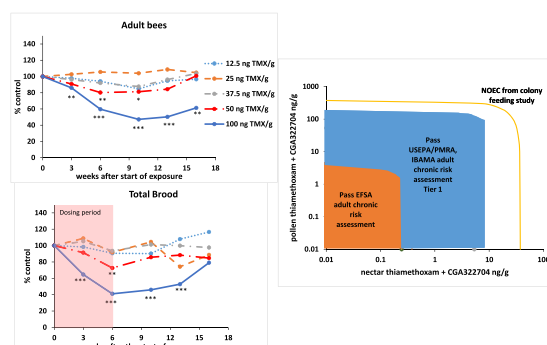 Adult bees
140
120
100
80
60
40
20
0
% control
0
3
6
9
12
15
18
weeks after start of exposure
12.5 ng TMX/g
25 ng TMX/g
37.5 ng TMX/g
50 ng TMX/g
100 ng TMX/g
**
**
***
*
***
***
**
Total Brood
Dosing period
140
120
100
80
60
40
20
0
% control
0
3
6
9
12
15
18
***
**
***
***
***
NOEC from colony
feeding study
1000
100
10
1
0.1
0.01
pollen thiamethoxam + CGA322704 ng/g
Pass
USEPA/PMRA,
IBAMA adult
chronic risk
assessment
Tier 1
Pass EFSA
adult chronic
risk
assessment
0.01
0.1
1
10
100
nectar thiamethoxam + CGA322704 ng/g